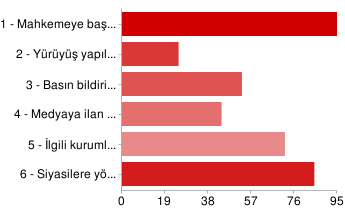 1 - Mahkemeye baş...
2 - Yürüyüş yapıl...
3 - Basın bildiri...
4 - Medyaya ilan ...
5 - İlgili kuruml...
6 - Siyasilere yö...
0 19 38 57 76 95